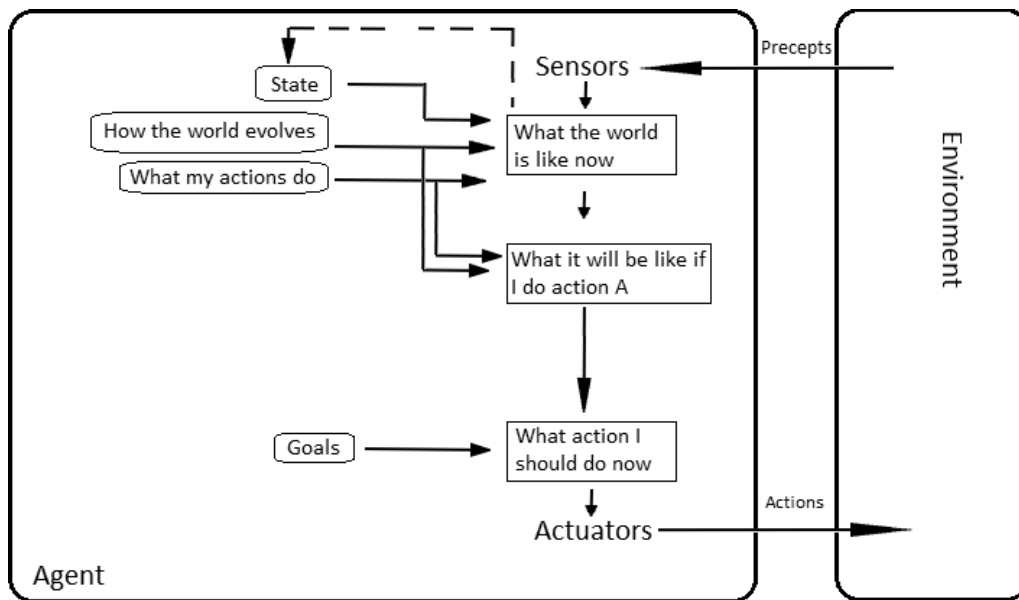 Precepts
Sensors
State
How the world evolves
What the world
is like now
What my actions do
What it will be like if
I do action A
Environment
Goals
What action I
should do now
Actions
Actuators
Agent